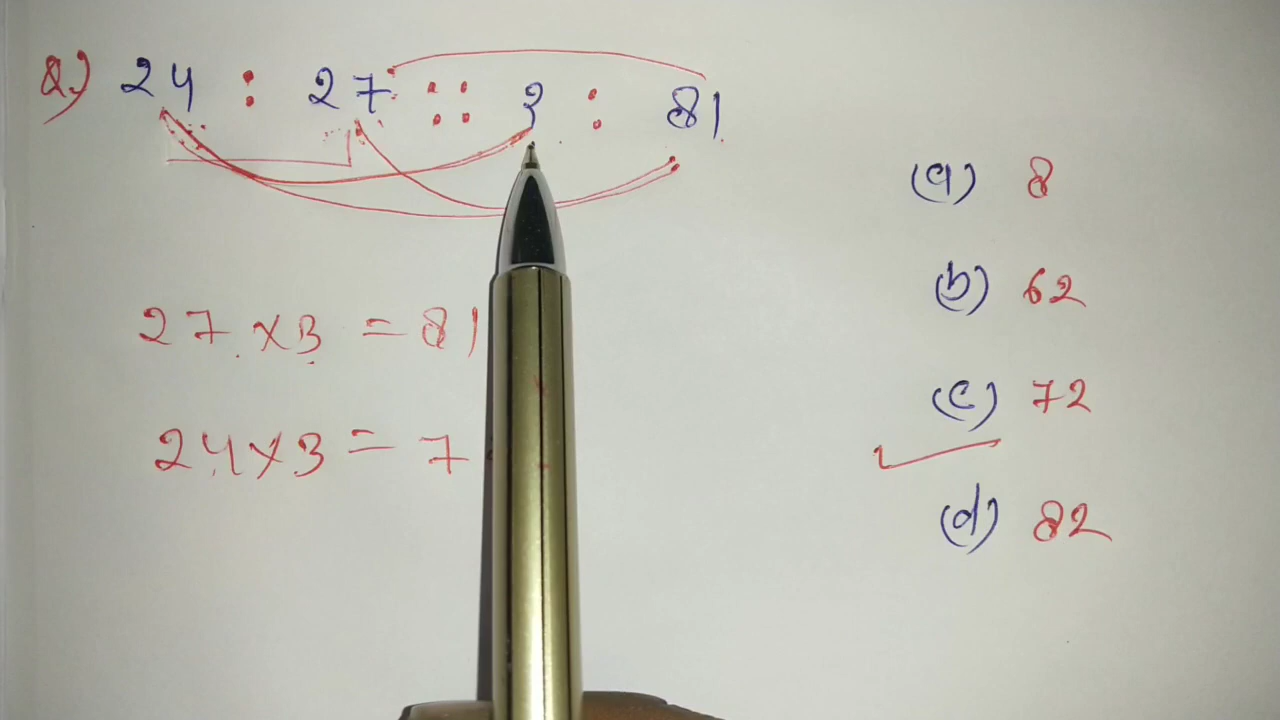 Q.) 24 : 27 :: ? : 81
(a) 8
(b) 62
27 × 3 = 81
(c) 72
24 × 3 = 7
(d) 82